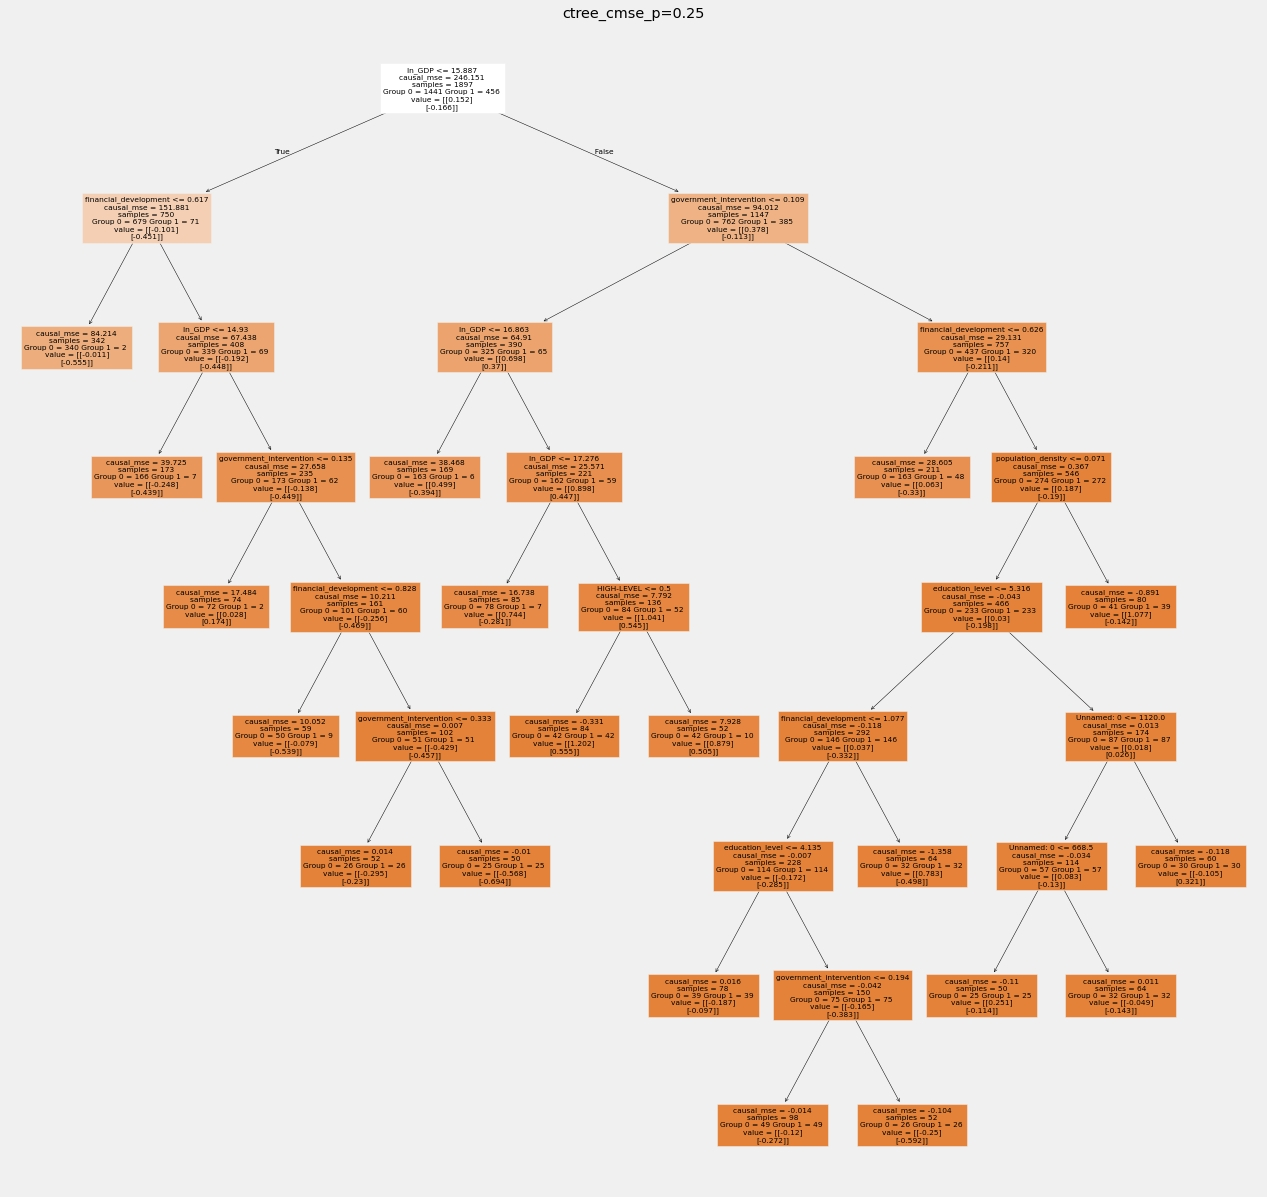 ctree_cmse_p=0.25
ln_GDP <= 15.887
causal_mse = 246.151
samples = 1897
Group 0 = 1441 Group 1 = 456
value = [[0.152]
[-0.166]]
True
False
financial_development <= 0.617
causal_mse = 151.881
samples = 750
Group 0 = 679 Group 1 = 71
value = [[-0.101]
[-0.451]]
government_intervention <= 0.109
causal_mse = 94.012
samples = 1147
Group 0 = 762 Group 1 = 385
value = [[0.378]
[-0.113]]
causal_mse = 84.214
samples = 342
Group 0 = 340 Group 1 = 2
value = [[-0.011]
[-0.555]]
ln_GDP <= 14.93
causal_mse = 67.438
samples = 408
Group 0 = 339 Group 1 = 69
value = [[-0.192]
[-0.448]]
ln_GDP <= 16.863
causal_mse = 64.91
samples = 390
Group 0 = 325 Group 1 = 65
value = [[0.698]
[0.37]]
financial_development <= 0.626
causal_mse = 29.131
samples = 757
Group 0 = 437 Group 1 = 320
value = [[0.14]
[-0.211]]
causal_mse = 39.725
samples = 173
Group 0 = 166 Group 1 = 7
value = [[-0.248]
[-0.439]]
government_intervention <= 0.135
causal_mse = 27.658
samples = 235
Group 0 = 173 Group 1 = 62
value = [[-0.138]
[-0.449]]
causal_mse = 38.468
samples = 169
Group 0 = 163 Group 1 = 6
value = [[0.499]
[-0.394]]
ln_GDP <= 17.276
causal_mse = 25.571
samples = 221
Group 0 = 162 Group 1 = 59
value = [[0.898]
[0.447]]
causal_mse = 28.605
samples = 211
Group 0 = 163 Group 1 = 48
value = [[0.063]
[-0.33]]
population_density <= 0.071
causal_mse = 0.367
samples = 546
Group 0 = 274 Group 1 = 272
value = [[0.187]
[-0.19]]
causal_mse = 17.484
samples = 74
Group 0 = 72 Group 1 = 2
value = [[0.028]
[0.174]]
financial_development <= 0.828
causal_mse = 10.211
samples = 161
Group 0 = 101 Group 1 = 60
value = [[-0.256]
[-0.469]]
causal_mse = 16.738
samples = 85
Group 0 = 78 Group 1 = 7
value = [[0.744]
[-0.281]]
HIGH-LEVEL <= 0.5
causal_mse = 7.792
samples = 136
Group 0 = 84 Group 1 = 52
value = [[1.041]
[0.545]]
education_level <= 5.316
causal_mse = -0.043
samples = 466
Group 0 = 233 Group 1 = 233
value = [[0.03]
[-0.198]]
causal_mse = -0.891
samples = 80
Group 0 = 41 Group 1 = 39
value = [[1.077]
[-0.142]]
causal_mse = 10.052
samples = 59
Group 0 = 50 Group 1 = 9
value = [[-0.079]
[-0.539]]
government_intervention <= 0.333
causal_mse = 0.007
samples = 102
Group 0 = 51 Group 1 = 51
value = [[-0.429]
[-0.457]]
causal_mse = -0.331
samples = 84
Group 0 = 42 Group 1 = 42
value = [[1.202]
[0.555]]
causal_mse = 7.928
samples = 52
Group 0 = 42 Group 1 = 10
value = [[0.879]
[0.505]]
financial_development <= 1.077
causal_mse = -0.118
samples = 292
Group 0 = 146 Group 1 = 146
value = [[0.037]
[-0.332]]
Unnamed: 0 <= 1120.0
causal_mse = 0.013
samples = 174
Group 0 = 87 Group 1 = 87
value = [[0.018]
[0.026]]
causal_mse = 0.014
samples = 52
Group 0 = 26 Group 1 = 26
value = [[-0.295]
[-0.23]]
causal_mse = -0.01
samples = 50
Group 0 = 25 Group 1 = 25
value = [[-0.568]
[-0.694]]
education_level <= 4.135
causal_mse = -0.007
samples = 228
Group 0 = 114 Group 1 = 114
value = [[-0.172]
[-0.285]]
causal_mse = -1.358
samples = 64
Group 0 = 32 Group 1 = 32
value = [[0.783]
[-0.498]]
Unnamed: 0 <= 668.5
causal_mse = -0.034
samples = 114
Group 0 = 57 Group 1 = 57
value = [[0.083]
[-0.13]]
causal_mse = -0.118
samples = 60
Group 0 = 30 Group 1 = 30
value = [[-0.105]
[0.321]]
causal_mse = 0.016
samples = 78
Group 0 = 39 Group 1 = 39
value = [[-0.187]
[-0.097]]
government_intervention <= 0.194
causal_mse = -0.042
samples = 150
Group 0 = 75 Group 1 = 75
value = [[-0.165]
[-0.383]]
causal_mse = -0.11
samples = 50
Group 0 = 25 Group 1 = 25
value = [[0.251]
[-0.114]]
causal_mse = 0.011
samples = 64
Group 0 = 32 Group 1 = 32
value = [[-0.049]
[-0.143]]
causal_mse = -0.014
samples = 98
Group 0 = 49 Group 1 = 49
value = [[-0.12]
[-0.272]]
causal_mse = -0.104
samples = 52
Group 0 = 26 Group 1 = 26
value = [[-0.25]
[-0.592]]